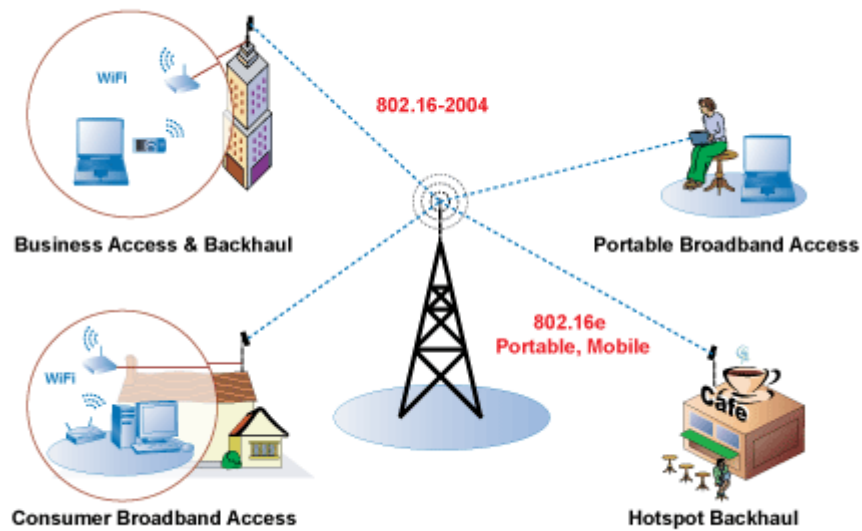 WiFi
802.16-2004
Business Access & Backhaul
Portable Broadband Access
802.16e
Portable, Mobile
WiFi
Cafe
Consumer Broadband Access
Hotspot Backhaul